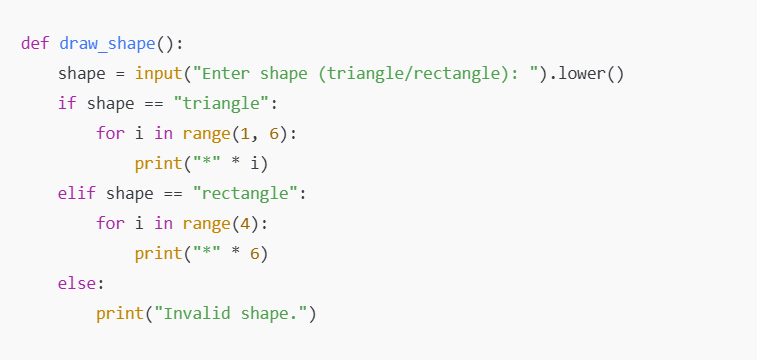 def draw_shape():
    shape = input("Enter shape (triangle/rectangle): ").lower()
    if shape == "triangle":
        for i in range(1, 6):
            print("*" * i)
    elif shape == "rectangle":
        for i in range(4):
            print("*" * 6)
    else:
        print("Invalid shape.")